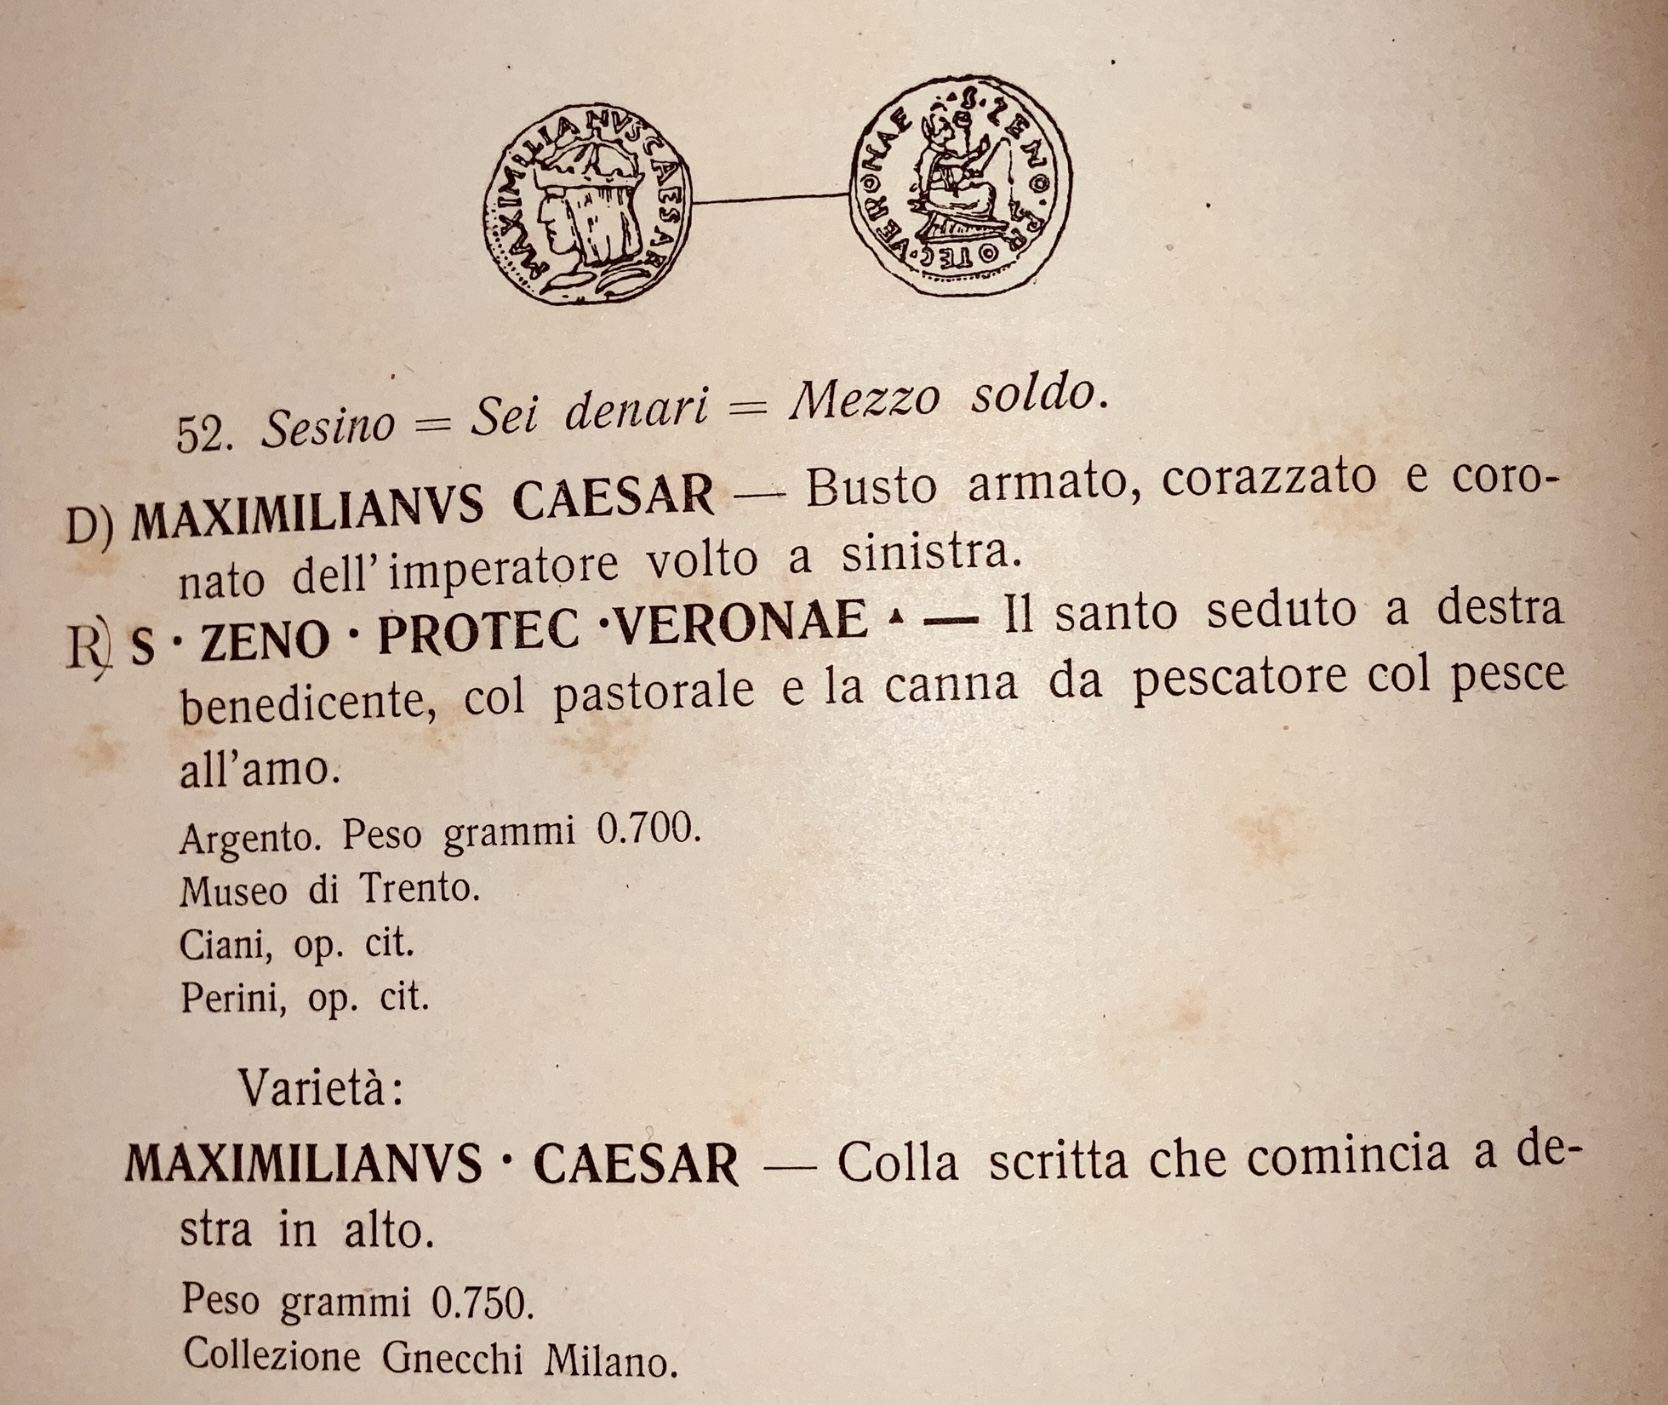 MAXIMILIANVS CAESAR
S · ZENO · PROTEC · VERONAE
52. Sesino = Sei denari = Mezzo soldo.
D) MAXIMILIANVS CAESAR — Busto armato, corazzato e coro-
nato dell'imperatore volto a sinistra.
R) S · ZENO · PROTEC ·VERONAE ▴ — Il santo seduto a destra
benedicente, col pastorale e la canna da pescatore col pesce
all'amo.
Argento. Peso grammi 0.700.
Museo di Trento.
Ciani, op. cit.
Perini, op. cit.
Varietà:
MAXIMILIANVS · CAESAR — Colla scritta che comincia a de-
stra in alto.
Peso grammi 0.750.
Collezione Gnecchi Milano.